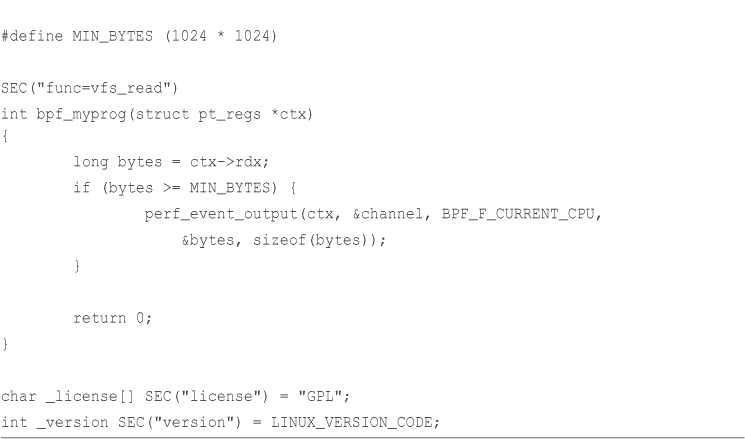 #define MIN_BYTES (1024 * 1024)
SEC("func=vfs_read")
int bpf_myprog(struct pt_regs *ctx)
{
        long bytes = ctx->rdx;
        if (bytes >= MIN_BYTES) {
                perf_event_output(ctx, &channel, BPF_F_CURRENT_CPU,
                    &bytes, sizeof(bytes));
        }
        return 0;
}
char _license[] SEC("license") = "GPL";
int _version SEC("version") = LINUX_VERSION_CODE;